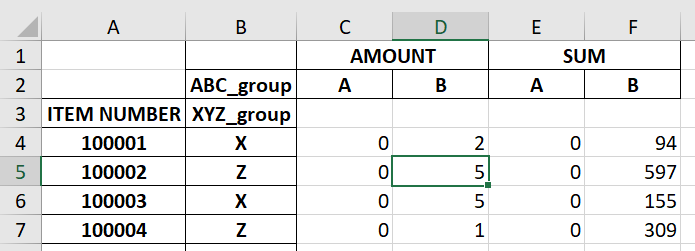 A B C D E F
1 AMOUNT SUM
2 ABC_group A B A B
3 ITEM NUMBER XYZ_group
4 100001 X 0 2 0 94
5 100002 Z 0 5 0 597
6 100003 X 0 5 0 155
7 100004 Z 0 1 0 309